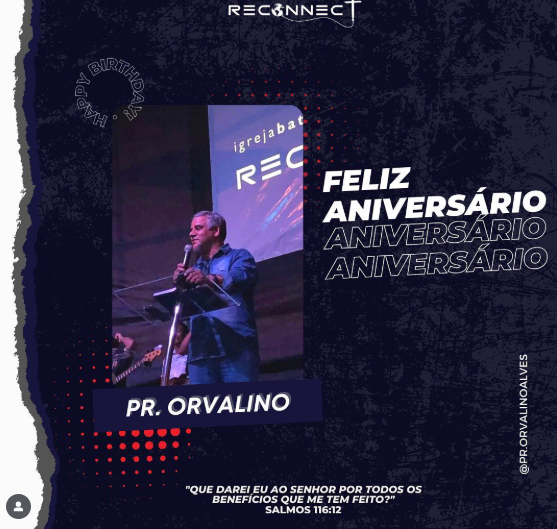 RECONNECT
HAPPY BIRTHDAY!
igrejabat
REC
FELIZ
ANIVERSÁRIO
ANIVERSÁRIO
ANIVERSÁRIO
PR. ORVALINO
@PR.ORVALINOALVES
"QUE DAREI EU AO SENHOR POR TODOS OS
BENEFÍCIOS QUE ME TEM FEITO?"
SALMOS 116:12